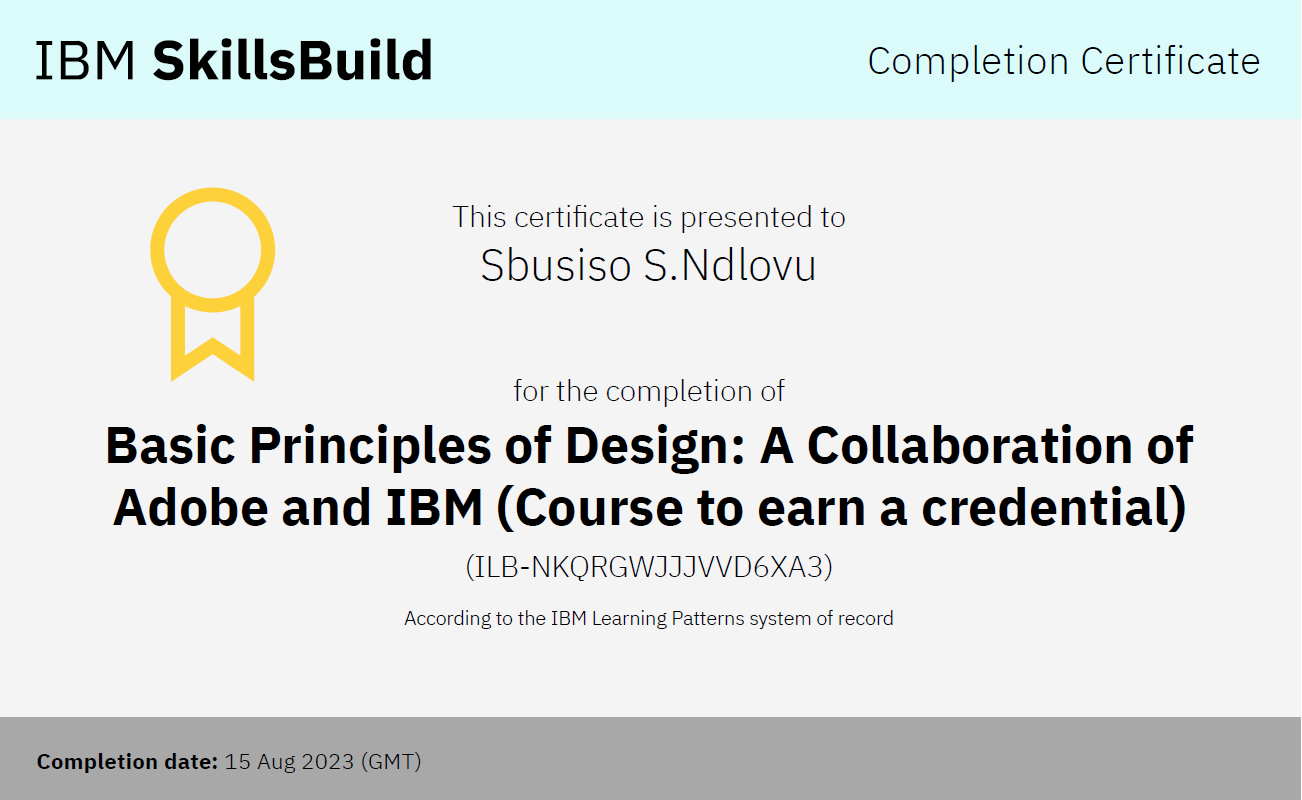 IBM SkillsBuild
Completion Certificate
This certificate is presented to
Sbusiso S.Ndlovu
for the completion of
Basic Principles of Design: A Collaboration of
Adobe and IBM (Course to earn a credential)
(ILB-NKQRGWJJJVVD6XA3)
According to the IBM Learning Patterns system of record
Completion date: 15 Aug 2023 (GMT)